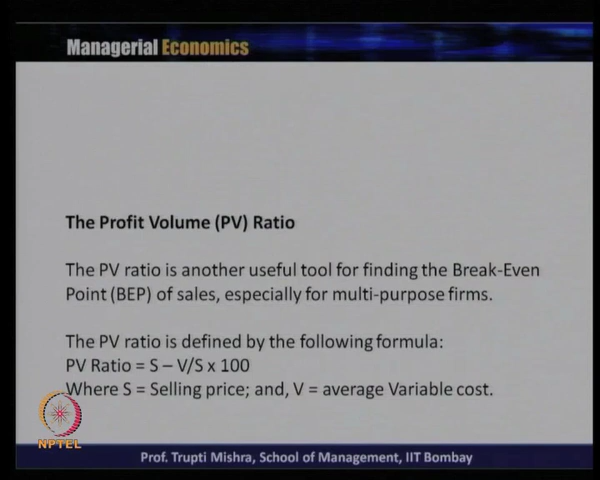 Managerial Economics
The Profit Volume (PV) Ratio
The PV ratio is another useful tool for finding the Break-Even
Point (BEP) of sales, especially for multi-purpose firms.
The PV ratio is defined by the following formula:
PV Ratio = S – V/S x 100
Where S = Selling price; and, V = average Variable cost.
NPTEL
Prof. Trupti Mishra, School of Management, IIT Bombay